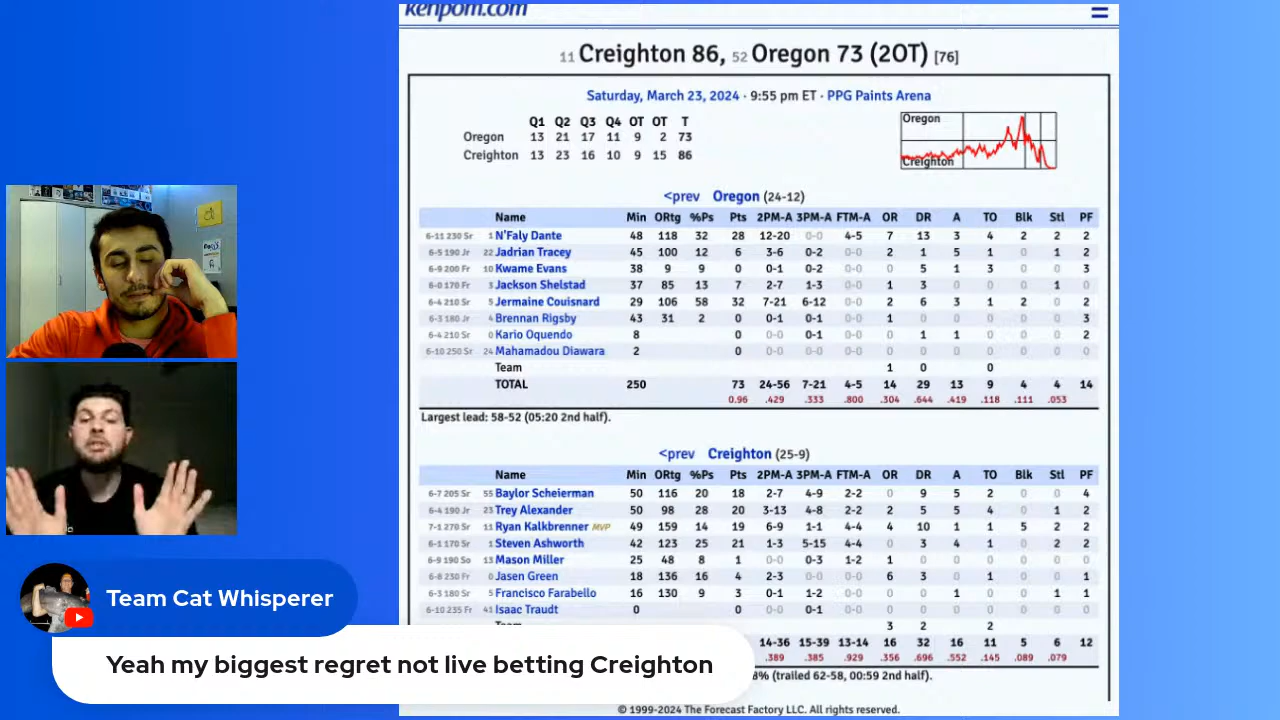 kenpom.com
11 Creighton 86, 52 Oregon 73 (2OT) [76]
Saturday, March 23, 2024 · 9:55 pm ET · PPG Paints Arena
Q1 Q2 Q3 Q4 OT OT T
Oregon 13 21 17 11 9 2 73
Creighton 13 23 16 10 9 15 86
Oregon
Creighton
<prev Oregon (24-12)
Name Min ORtg %Ps Pts 2PM-A 3PM-A FTM-A OR DR A TO Blk Stl PF
6-11 230 Sr 1 N'Faly Dante 48 118 32 28 12-20 0-0 4-5 7 13 3 4 2 2 2
6-5 190 Jr 22 Jadrian Tracey 45 100 12 6 3-6 0-2 0-0 2 1 5 1 0 1 2
6-9 200 Fr 10 Kwame Evans 38 9 9 0 0-1 0-2 0-0 0 5 1 3 0 0 3
6-0 170 Fr 3 Jackson Shelstad 37 85 13 7 2-7 1-3 0-0 1 3 0 0 0 1 0
6-4 210 Sr 5 Jermaine Couisnard 29 106 58 32 7-21 6-12 0-0 2 6 3 1 2 0 2
6-3 180 Jr 4 Brennan Rigsby 43 31 2 0 0-1 0-1 0-0 1 0 0 0 0 0 3
6-4 210 Sr 0 Kario Oquendo 8 0 0-0 0-1 0-0 0 1 1 0 0 0 2
6-10 250 Sr 24 Mahamadou Diawara 2 0 0-0 0-0 0-0 0 0 0 0 0 0 0
Team 1 0 0
TOTAL 250 73 24-56 7-21 4-5 14 29 13 9 4 4 14
0.96 .429 .333 .800 .304 .644 .419 .118 .111 .053
Largest lead: 58-52 (05:20 2nd half).
<prev Creighton (25-9)
Name Min ORtg %Ps Pts 2PM-A 3PM-A FTM-A OR DR A TO Blk Stl PF
6-7 205 Sr 55 Baylor Scheierman 50 116 20 18 2-7 4-9 2-2 0 9 5 2 0 0 4
6-4 190 Jr 23 Trey Alexander 50 98 28 20 3-13 4-8 2-2 2 5 5 4 0 1 2
7-1 270 Sr 11 Ryan Kalkbrenner MVP 49 159 14 19 6-9 1-1 4-4 4 10 1 1 5 2 2
6-1 170 Sr 1 Steven Ashworth 42 123 25 21 1-3 5-15 4-4 0 3 4 1 0 2 2
6-9 190 So 13 Mason Miller 25 48 8 1 0-0 0-3 1-2 1 0 0 0 0 0 0
6-8 230 Fr 0 Jasen Green 18 136 16 4 2-3 0-0 0-0 6 3 0 1 0 0 1
6-3 180 Sr 5 Francisco Farabello 16 130 9 3 0-1 1-2 0-0 0 0 1 0 0 1 1
6-10 235 Fr 41 Isaac Traudt 0 0 0-0 0-1 0-0 0 0 0 0 0 0 0
Team 3 2 2
14-36 15-39 13-14 16 32 16 11 5 6 12
.389 .385 .929 .356 .696 .552 .145 .089 .079
8% (trailed 62-58, 00:59 2nd half).
© 1999-2024 The Forecast Factory LLC. All rights reserved.
Team Cat Whisperer
Yeah my biggest regret not live betting Creighton